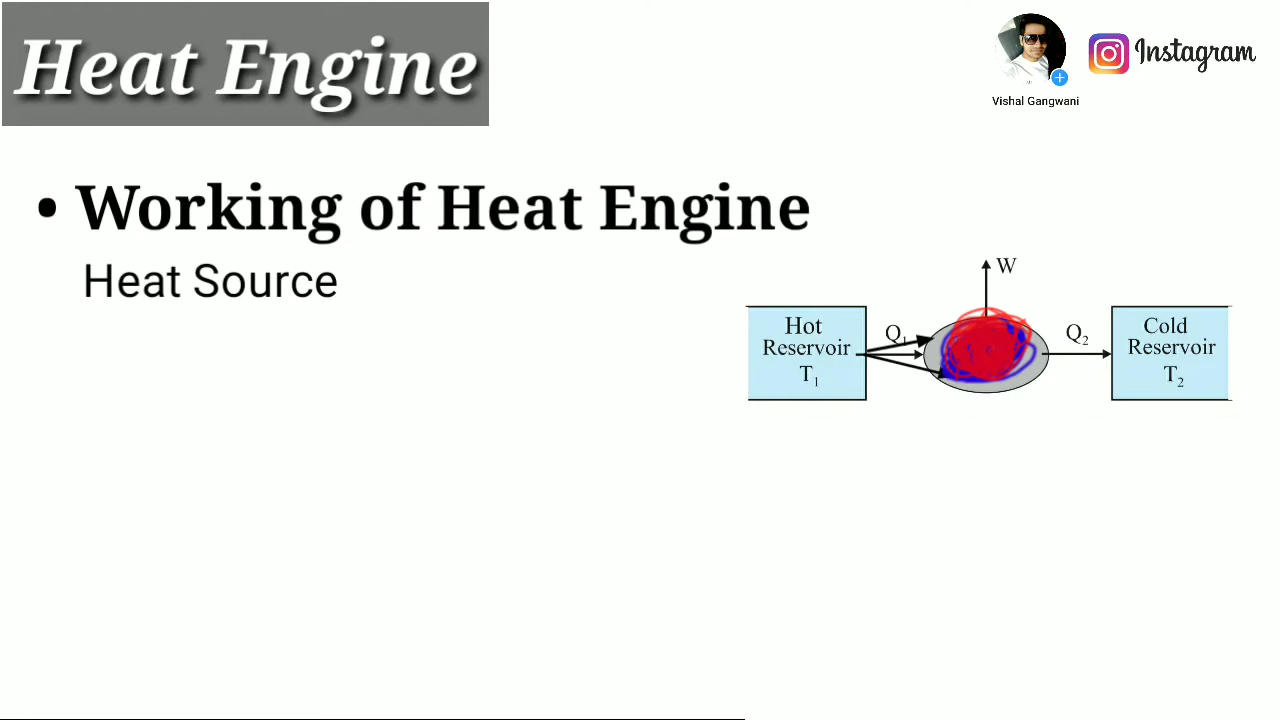 Heat Engine
Instagram
Vishal Gangwani
• Working of Heat Engine
Heat Source
W
Hot
Reservoir
T1
Q1
Q2
Cold
Reservoir
T2